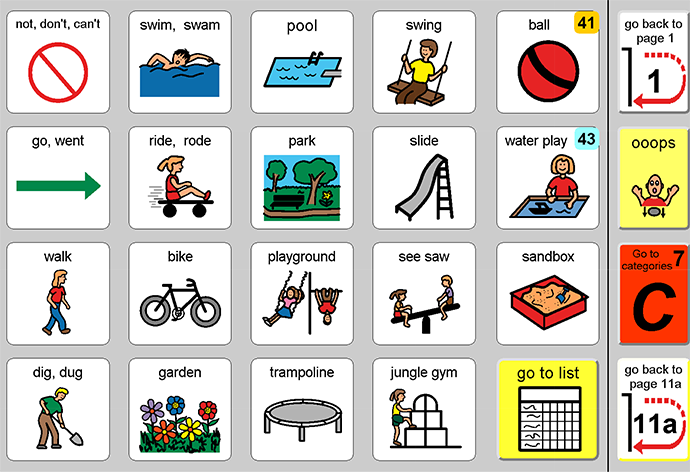 not, don't, can't
swim, swam
pool
swing
ball
41
go back to
page 1
1
go, went
ride, rode
park
slide
water play
43
ooops
walk
bike
playground
see saw
sandbox
Go to
categories
7
C
dig, dug
garden
trampoline
jungle gym
go to list
go back to
page 11a
11a